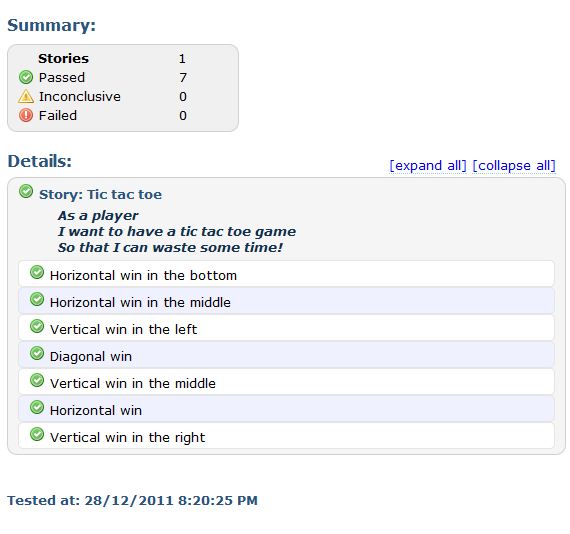 Summary:
Stories 1
Passed 7
Inconclusive 0
Failed 0
Details:
[expand all] [collapse all]
Story: Tic tac toe
As a player
I want to have a tic tac toe game
So that I can waste some time!
Horizontal win in the bottom
Horizontal win in the middle
Vertical win in the left
Diagonal win
Vertical win in the middle
Horizontal win
Vertical win in the right
Tested at: 28/12/2011 8:20:25 PM